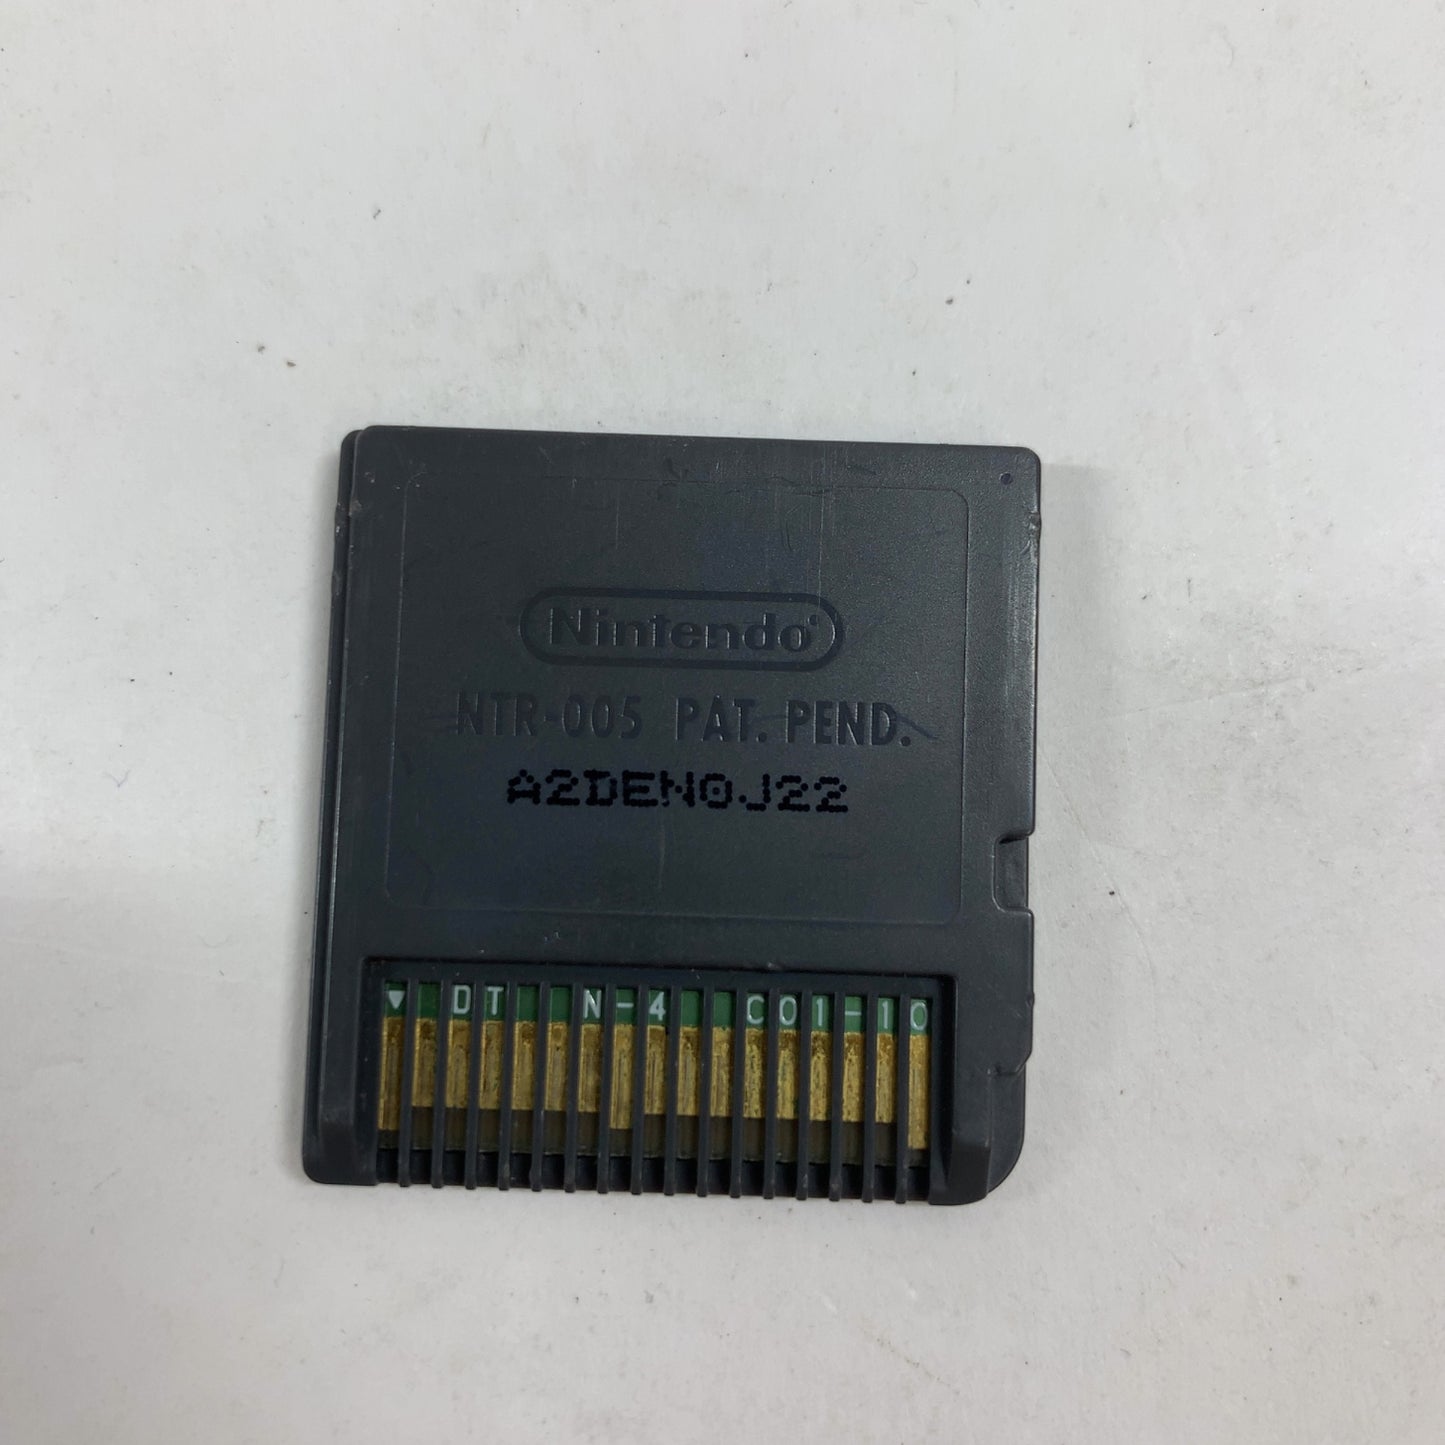 Nintendo
NTR-005 PAT. PEND.
A2DEN0J22
▼ DT N-4 C01-10